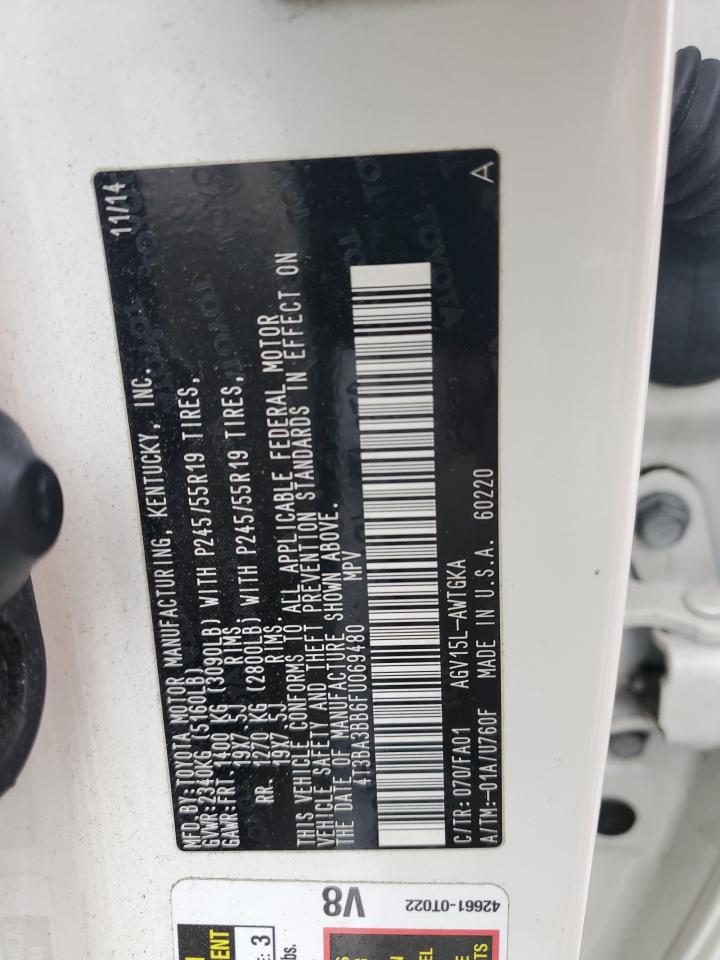 MFD.BY:TOYOTA MOTOR MANUFACTURING, KENTUCKY, INC. 11/14
GVWR:2340KG (5160LB)
GAWR:FRT. 1400 KG (3090LB) WITH P245/55R19 TIRES,
19X7.5J RIMS,
RR. 1270 KG (2800LB) WITH P245/55R19 TIRES,
19X7.5J RIMS.
THIS VEHICLE CONFORMS TO ALL APPLICABLE FEDERAL MOTOR
VEHICLE SAFETY AND THEFT PREVENTION STANDARDS IN EFFECT ON
THE DATE OF MANUFACTURE SHOWN ABOVE.
4T3BA3BB6FU069480 MPV
C/TR:070/FA01 AGV15L-AWTGKA
A/TM:-01A/U760F MADE IN U.S.A. 60220 A
V8
42661-0T022
3